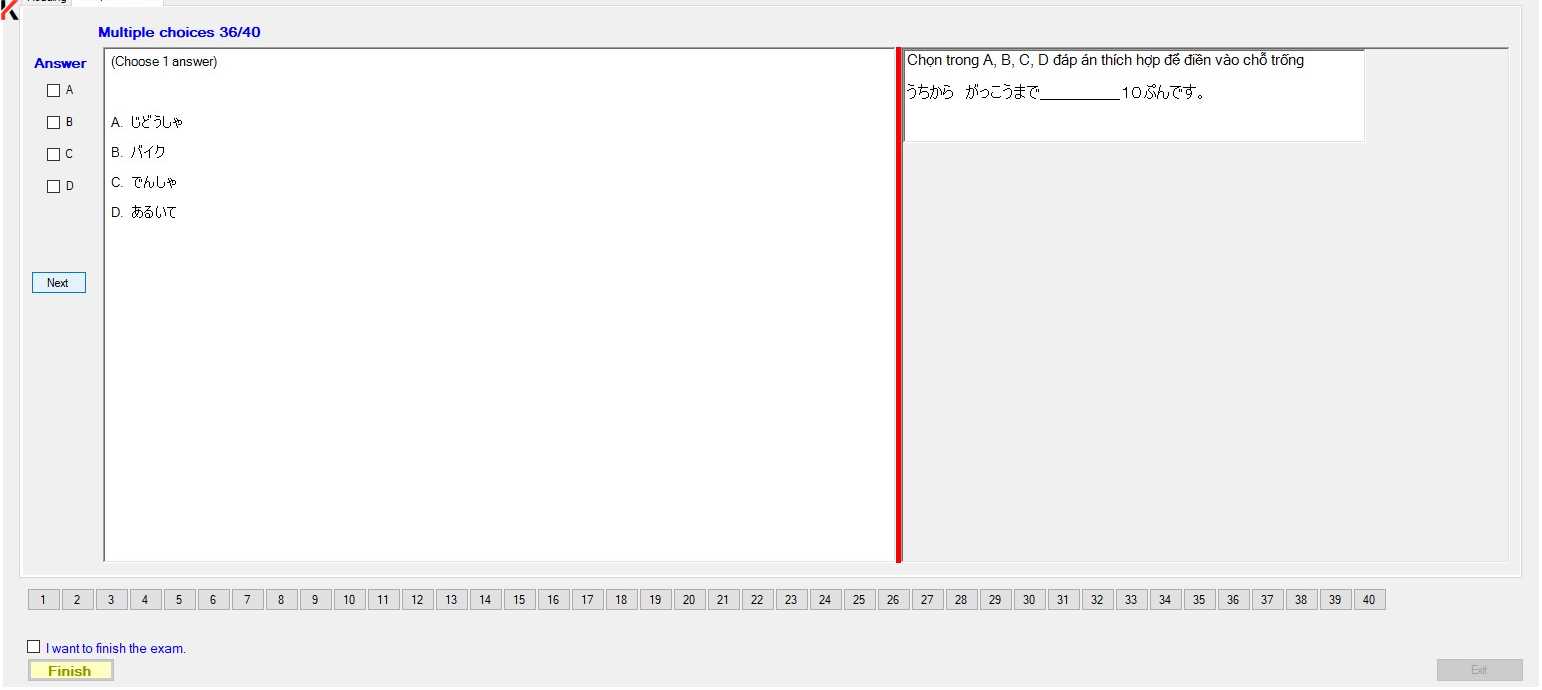 Multiple choices 36/40
Answer
A
B
C
D
Next
(Choose 1 answer)
A. じどうしゃ
B. バイク
C. でんしゃ
D. あるいて
Chọn trong A, B, C, D đáp án thích hợp để điền vào chỗ trống
うちから がっこうまで__________10ぷんです。
1 2 3 4 5 6 7 8 9 10 11 12 13 14 15 16 17 18 19 20 21 22 23 24 25 26 27 28 29 30 31 32 33 34 35 36 37 38 39 40
I want to finish the exam.
Finish
Exit